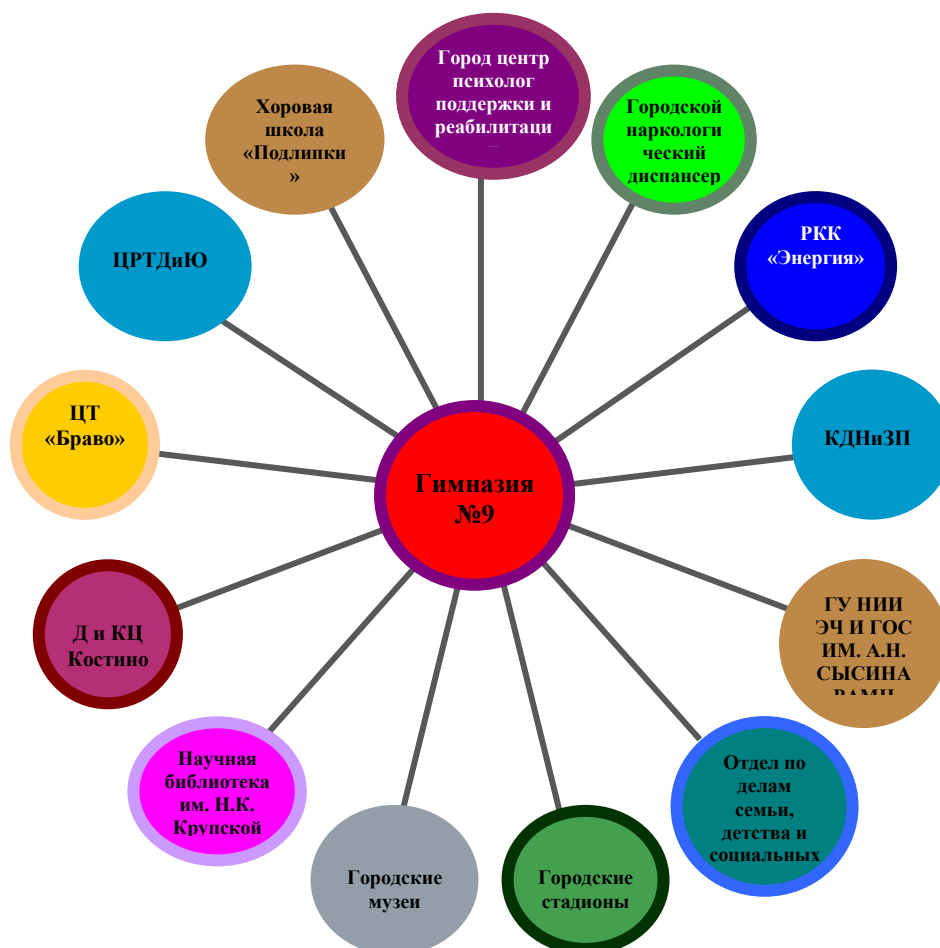 Город центр
психолог
поддержки и
реабилитаци
Городской
наркологи
ческий
диспансер
РКК
«Энергия»
КДНиЗП
ГУ НИИ
ЭЧ И ГОС
ИМ. А.Н.
СЫСИНА
РАМН
Отдел по
делам
семьи,
детства и
социальных
Городские
стадионы
Городские
музеи
Научная
библиотека
им. Н.К.
Крупской
Д и КЦ
Костино
ЦТ
«Браво»
ЦРТДиЮ
Хоровая
школа
«Подлипки
»
Гимназия
№9